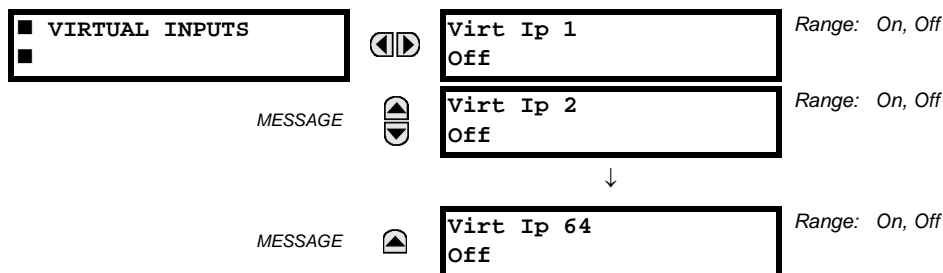 ■ VIRTUAL INPUTS
■
Virt Ip 1
Off
Range: On, Off
MESSAGE
Virt Ip 2
Off
Range: On, Off
↓
MESSAGE
Virt Ip 64
Off
Range: On, Off